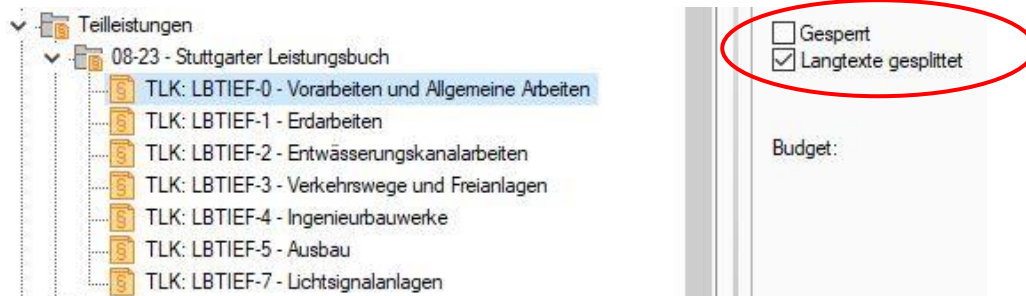 Teilleistungen
08-23 - Stuttgarter Leistungsbuch
TLK: LBTIEF-0 - Vorarbeiten und Allgemeine Arbeiten
TLK: LBTIEF-1 - Erdarbeiten
TLK: LBTIEF-2 - Entwässerungskanalarbeiten
TLK: LBTIEF-3 - Verkehrswege und Freianlagen
TLK: LBTIEF-4 - Ingenieurbauwerke
TLK: LBTIEF-5 - Ausbau
TLK: LBTIEF-7 - Lichtsignalanlagen
Gesperrt
Langtexte gesplittet
Budget: